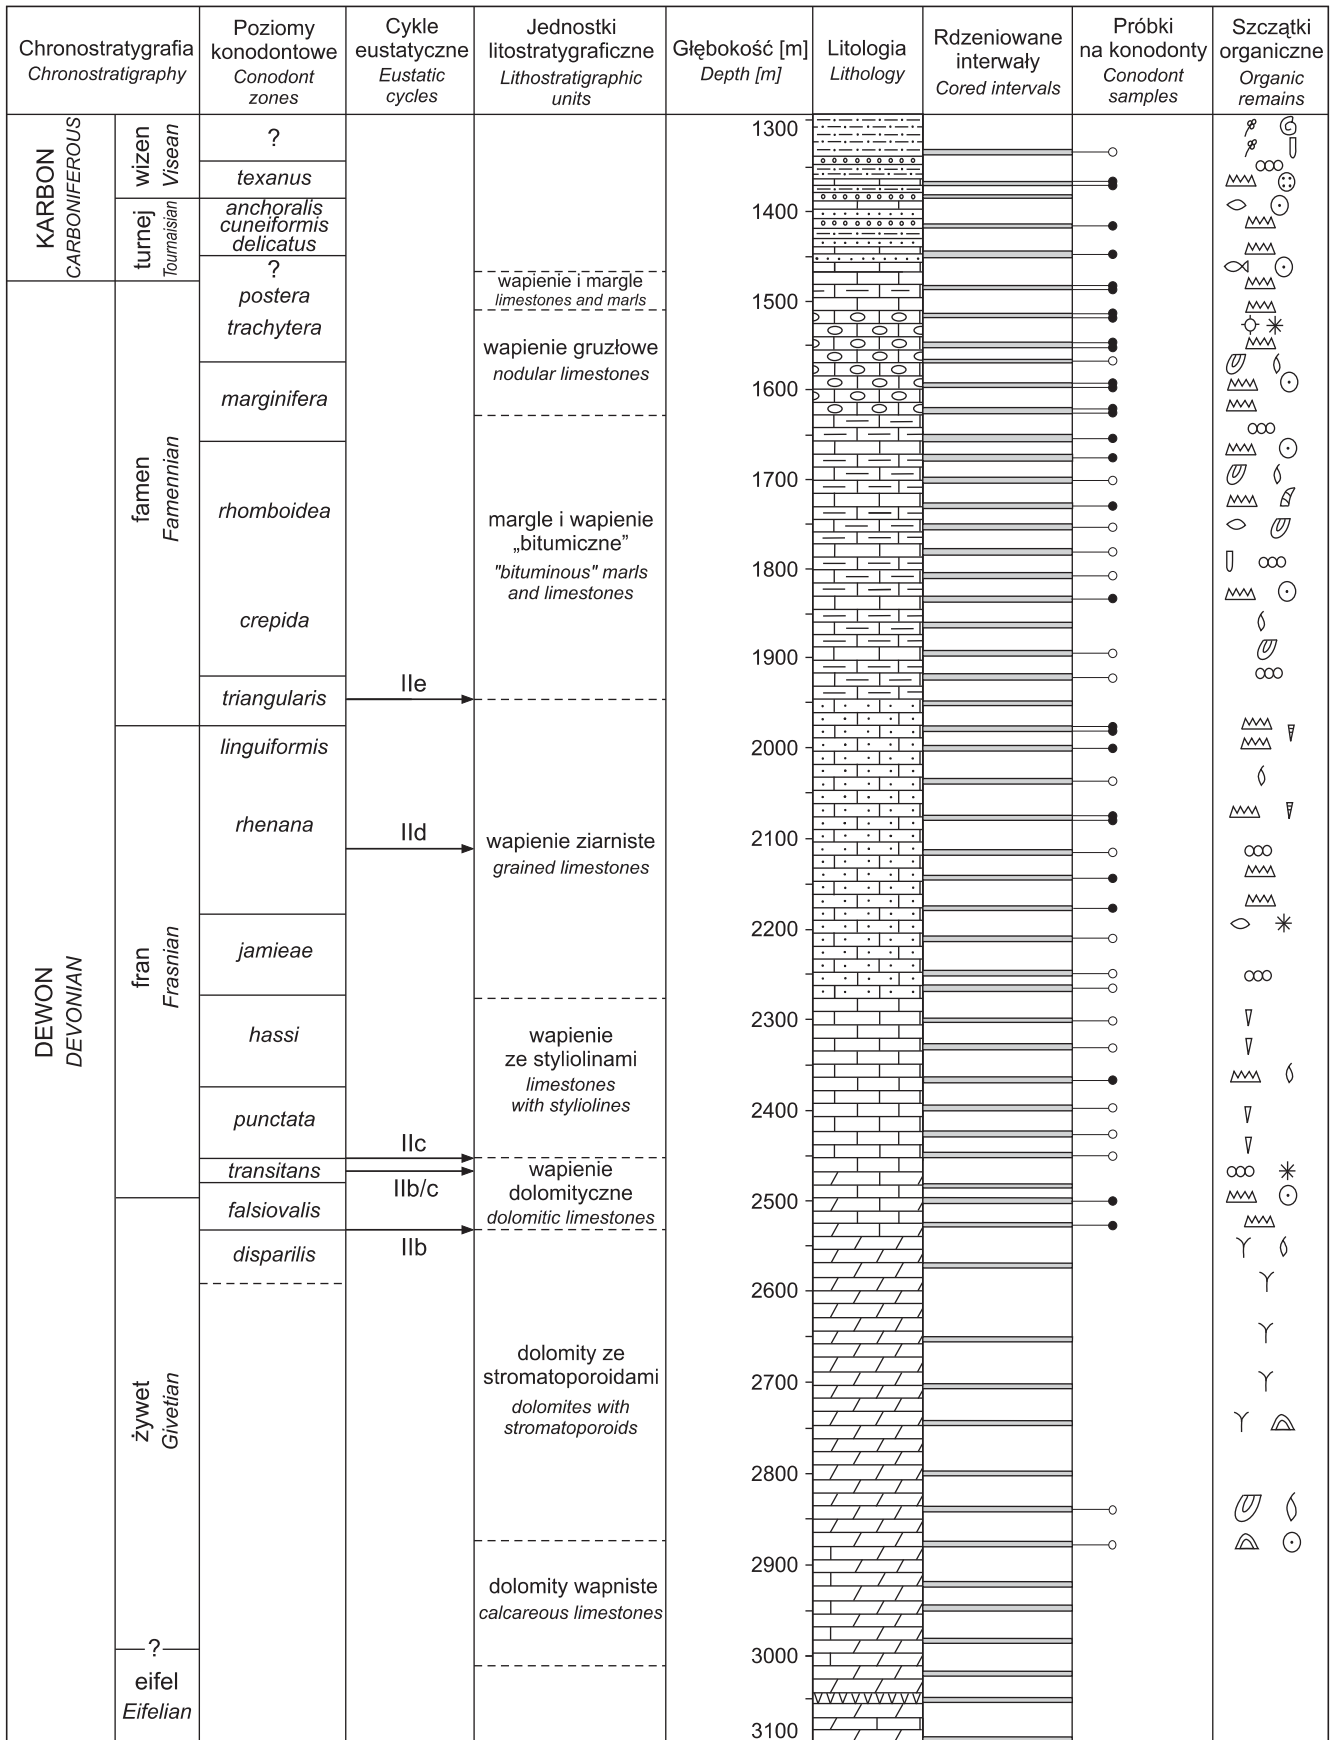 Chronostratygrafia
Chronostratigraphy
Poziomy
konodontowe
Conodont
zones
Cykle
eustatyczne
Eustatic
cycles
Jednostki
litostratygraficzne
Lithostratigraphic
units
Głębokość [m]
Depth [m]
Litologia
Lithology
Rdzeniowane
interwały
Cored intervals
Próbki
na konodonty
Conodont
samples
Szczątki
organiczne
Organic
remains
KARBON
CARBONIFEROUS
DEWON
DEVONIAN
wizen
Visean
turnej
Tournaisian
famen
Famennian
fran
Frasnian
żywet
Givetian
?
eifel
Eifelian
?
texanus
anchoralis
cuneiformis
delicatus
?
postera
trachytera
marginifera
rhomboidea
crepida
triangularis
linguiformis
rhenana
jamieae
hassi
punctata
transitans
falsiovalis
disparilis
IIe
IId
IIc
IIb/c
IIb
wapienie i margle
limestones and marls
wapienie gruzłowe
nodular limestones
margle i wapienie
„bitumiczne”
"bituminous" marls
and limestones
wapienie ziarniste
grained limestones
wapienie
ze styliolinami
limestones
with styliolines
wapienie
dolomityczne
dolomitic limestones
dolomity ze
stromatoporoidami
dolomites with
stromatoporoids
dolomity wapniste
calcareous limestones
1300
1400
1500
1600
1700
1800
1900
2000
2100
2200
2300
2400
2500
2600
2700
2800
2900
3000
3100